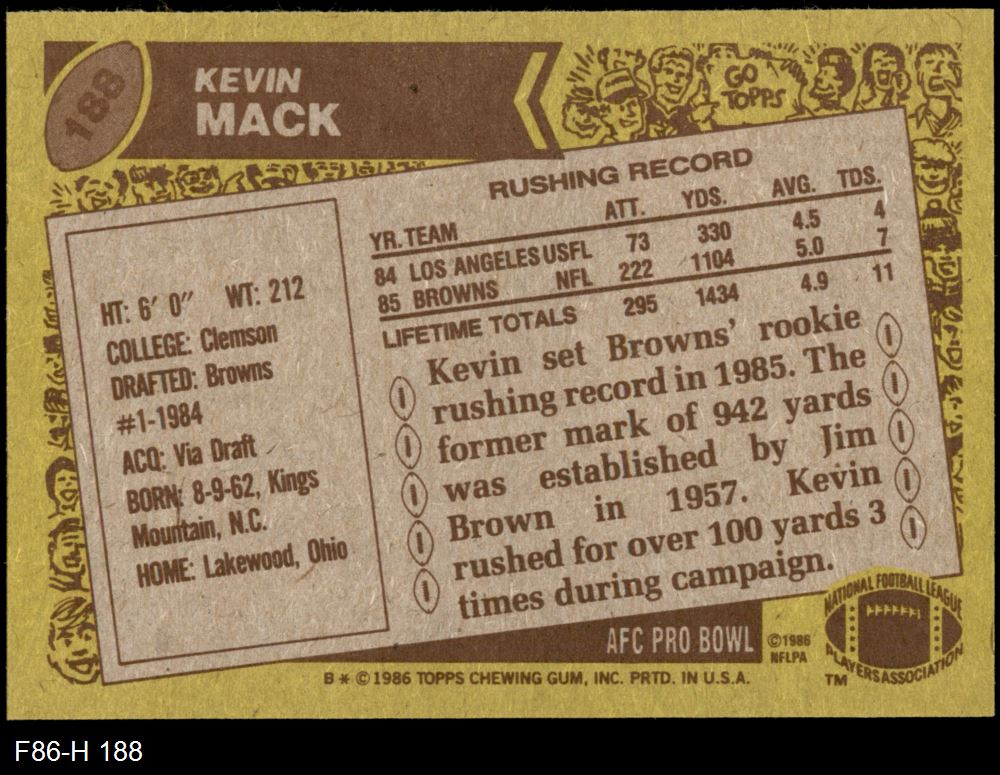 188
KEVIN
MACK
GO
TOPPS
RUSHING RECORD
YR. TEAM ATT. YDS. AVG. TDS.
84 LOS ANGELES USFL 73 330 4.5 4
85 BROWNS NFL 222 1104 5.0 7
LIFETIME TOTALS 295 1434 4.9 11
HT: 6' 0" WT: 212
COLLEGE: Clemson
DRAFTED: Browns
#1-1984
ACQ: Via Draft
BORN: 8-9-62, Kings
Mountain, N.C.
HOME: Lakewood, Ohio
Kevin set Browns' rookie
rushing record in 1985. The
former mark of 942 yards
was established by Jim
Brown in 1957. Kevin
rushed for over 100 yards 3
times during campaign.
AFC PRO BOWL
©1986
NFLPA
NATIONAL FOOTBALL LEAGUE
PLAYERS ASSOCIATION
TM
B * © 1986 TOPPS CHEWING GUM, INC. PRTD. IN U.S.A.
F86-H 188